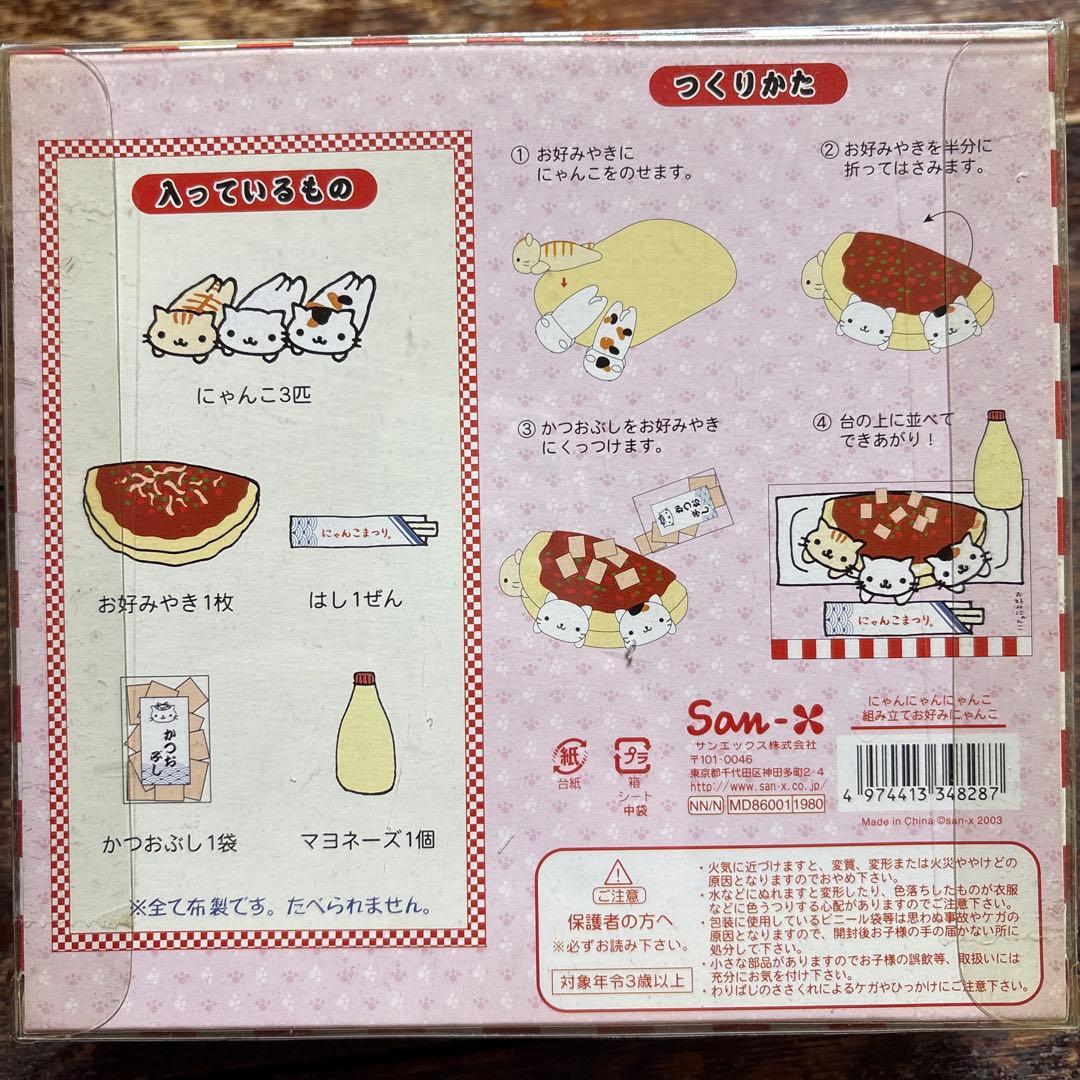 入っているもの
にゃんこ3匹
お好みやき1枚
にゃんこまつり。
はし1ぜん
かつおぶし
かつおぶし1袋
マヨネーズ1個
※全て布製です。たべられません。
つくりかた
① お好みやきに
にゃんこをのせます。
② お好みやきを半分に
折ってはさみます。
③ かつおぶしをお好みやき
にくっつけます。
かつおぶし
④ 台の上に並べて
できあがり！
にゃんこまつり。
San-X
サンエックス株式会社
〒101-0046
東京都千代田区神田多町2-4
http://www.san-x.co.jp/
NN/N MD86001 1980
紙
台紙
プラ
箱
シート
中袋
にゃんにゃんにゃんこ
組み立てお好みにゃんこ
4 974413 348287
Made in China ©san-x 2003
ご注意
保護者の方へ
※必ずお読み下さい。
対象年令3歳以上
・火気に近づけますと、変質、変形または火災ややけどの
原因となりますのでおやめ下さい。
・水などにぬれますと変形したり、色落ちしたものが衣服
などに色うつりする心配がありますのでご注意下さい。
・包装に使用しているビニール袋等は思わぬ事故やケガの
原因となりますので、開封後お子様の手の届かない所に
処分して下さい。
・小さな部品がありますのでお子様の誤飲等、取扱いには
充分にお気を付け下さい。
・わりばしのささくれによるケガやひっかけにご注意下さい。